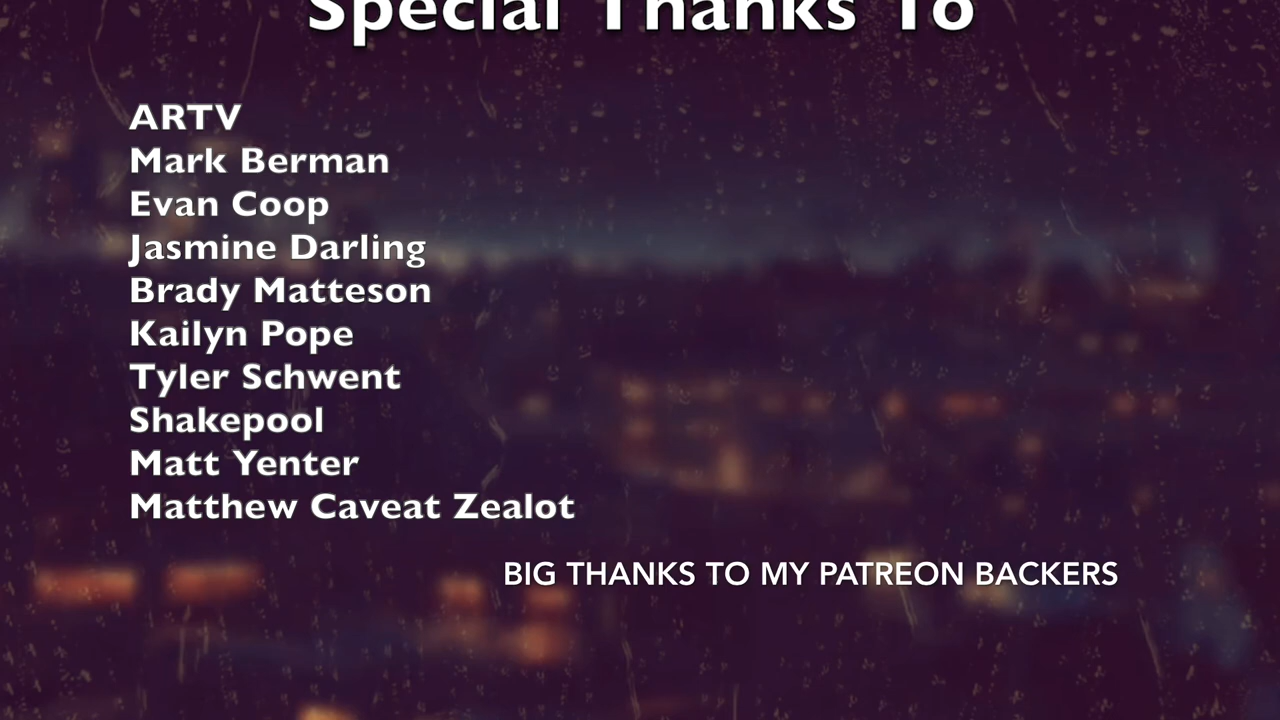 Special Thanks To
ARTV
Mark Berman
Evan Coop
Jasmine Darling
Brady Matteson
Kailyn Pope
Tyler Schwent
Shakepool
Matt Yenter
Matthew Caveat Zealot
BIG THANKS TO MY PATREON BACKERS